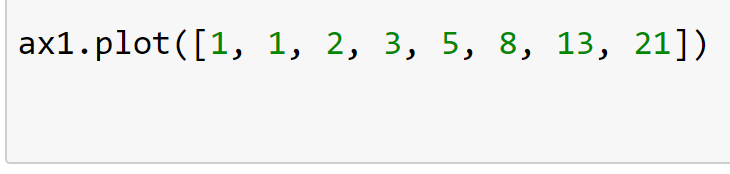 ax1.plot([1, 1, 2, 3, 5, 8, 13, 21])